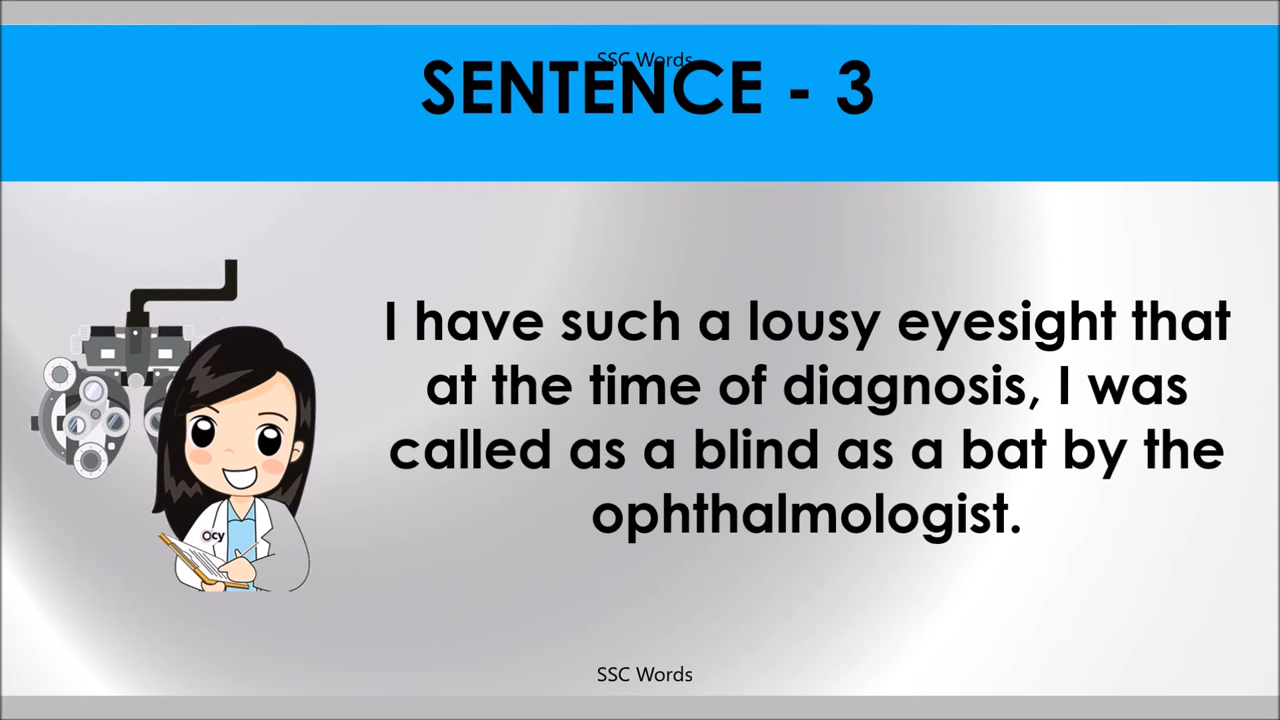 SSC Words
SENTENCE - 3
I have such a lousy eyesight that
at the time of diagnosis, I was
called as a blind as a bat by the
ophthalmologist.
Ocy
SSC Words